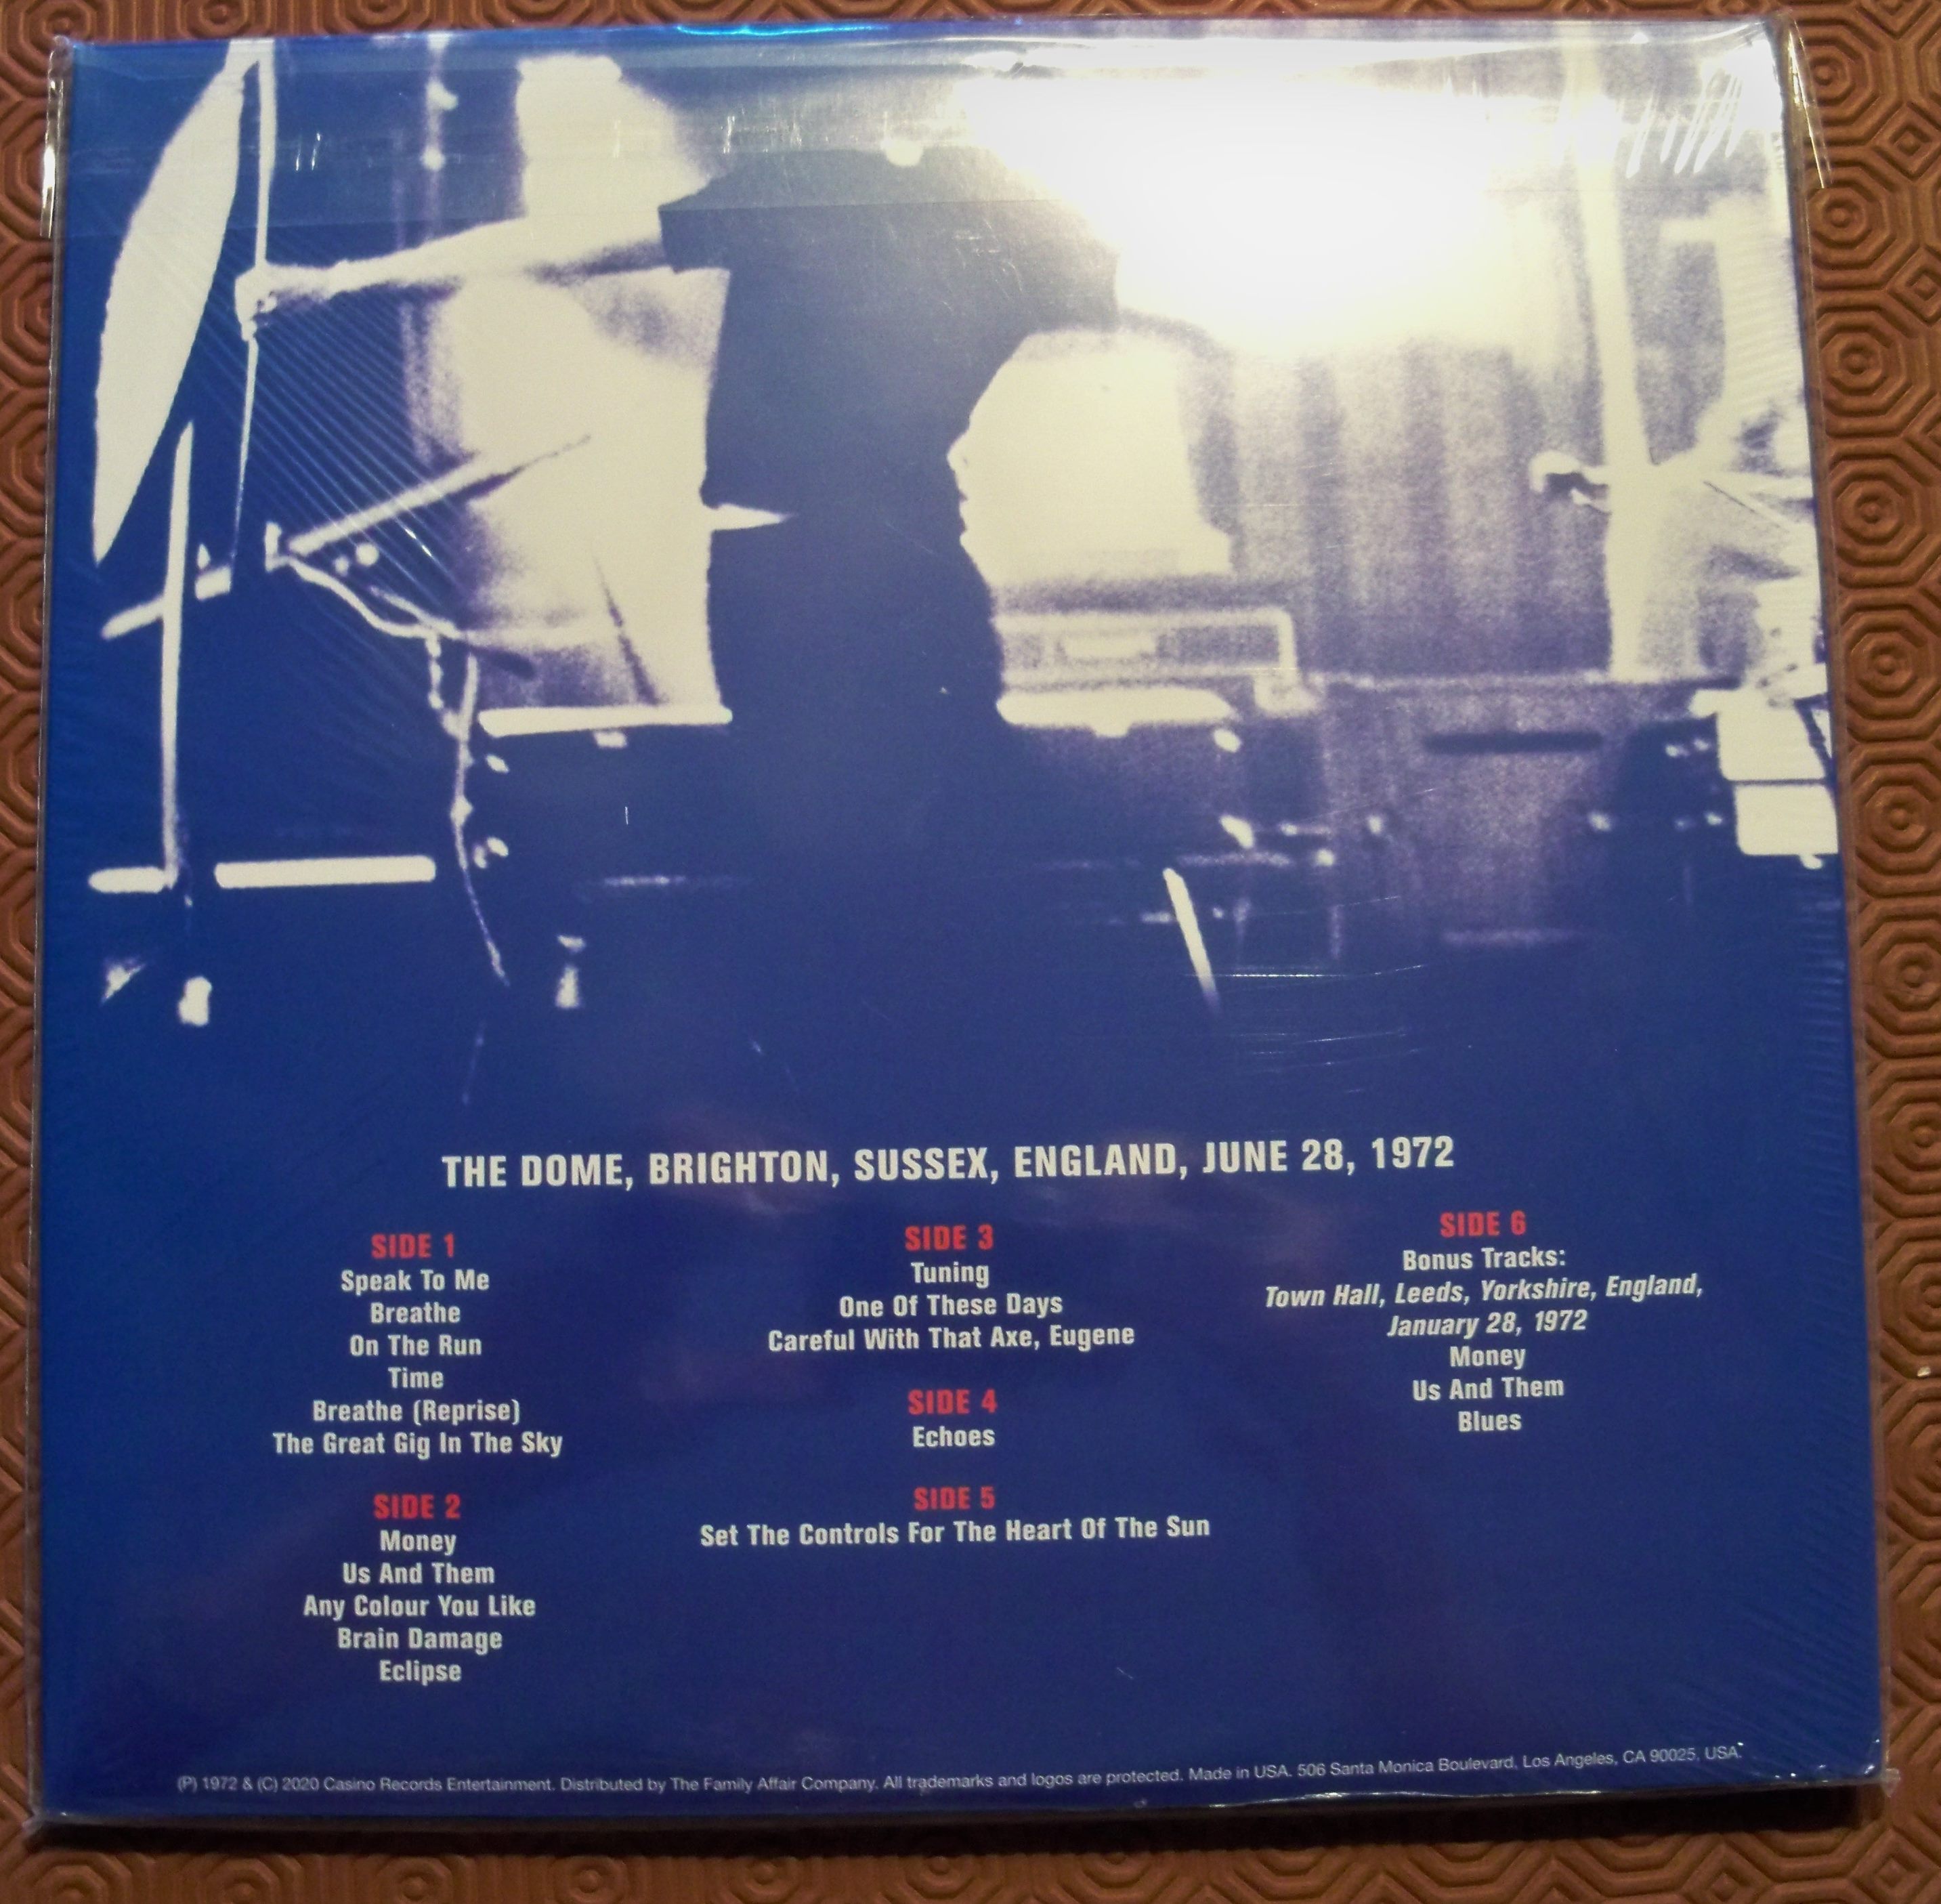 THE DOME, BRIGHTON, SUSSEX, ENGLAND, JUNE 28, 1972
SIDE 1
Speak To Me
Breathe
On The Run
Time
Breathe (Reprise)
The Great Gig In The Sky
SIDE 2
Money
Us And Them
Any Colour You Like
Brain Damage
Eclipse
SIDE 3
Tuning
One Of These Days
Careful With That Axe, Eugene
SIDE 4
Echoes
SIDE 5
Set The Controls For The Heart Of The Sun
SIDE 6
Bonus Tracks:
Town Hall, Leeds, Yorkshire, England,
January 28, 1972
Money
Us And Them
Blues
(P) 1972 & (C) 2020 Casino Records Entertainment. Distributed by The Family Affair Company. All trademarks and logos are protected. Made in USA. 506 Santa Monica Boulevard, Los Angeles, CA 90025, USA.